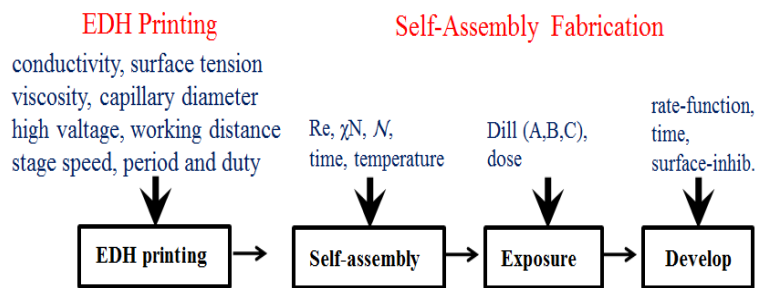 EDH Printing
conductivity, surface tension
viscosity, capillary diameter
high valtage, working distance
stage speed, period and duty
EDH printing
Self-Assembly Fabrication
Re, χN, 𝒩,
time, temperature
Self-assembly
Dill (A,B,C),
dose
Exposure
rate-function,
time,
surface-inhib.
Develop